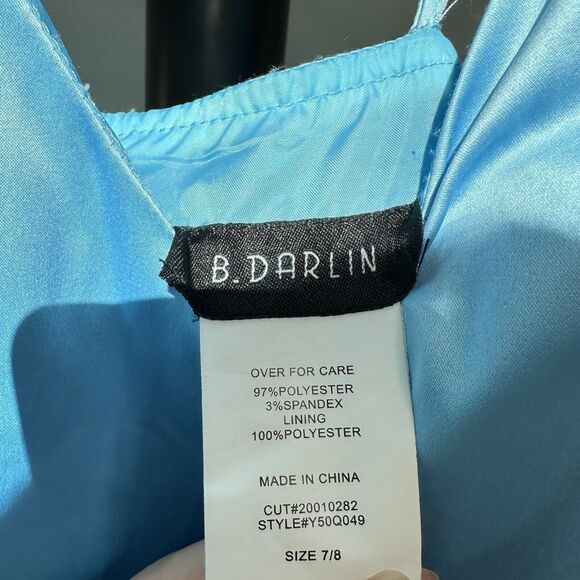 B. DARLIN
OVER FOR CARE
97%POLYESTER
3%SPANDEX
LINING
100%POLYESTER
MADE IN CHINA
CUT#20010282
STYLE#Y50Q049
SIZE 7/8